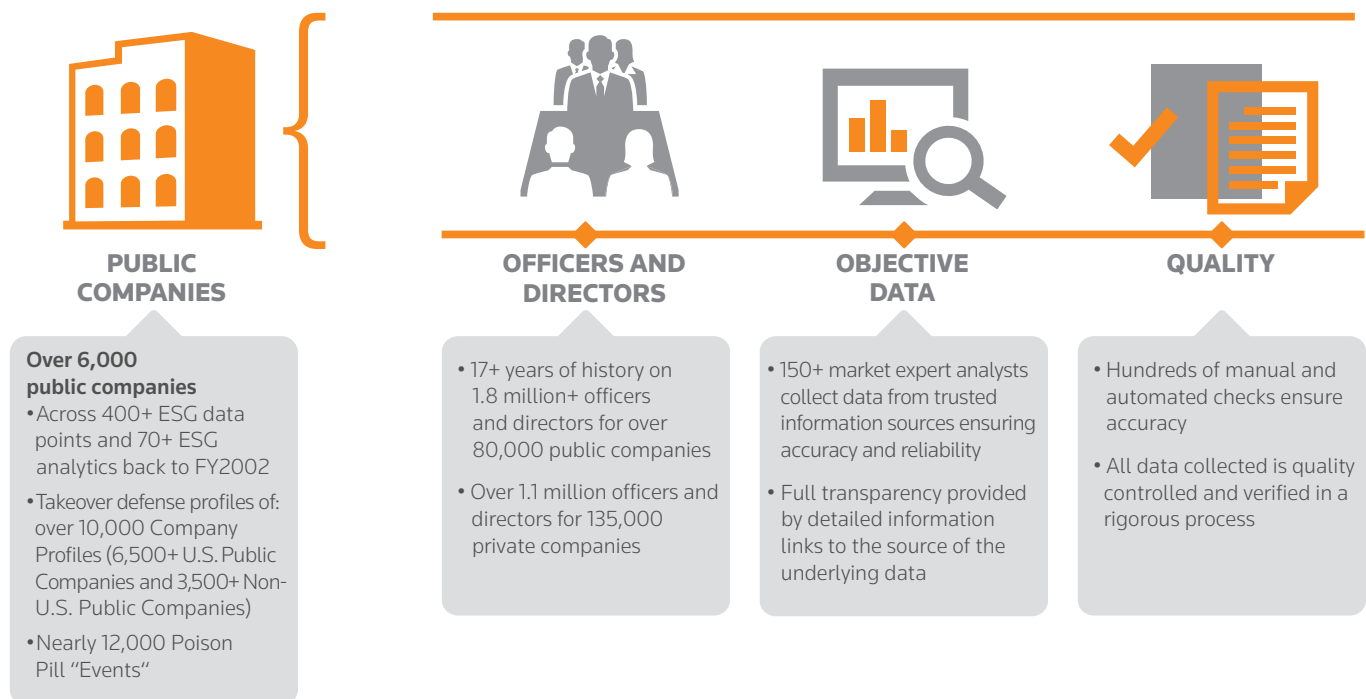 PUBLIC
COMPANIES
Over 6,000
public companies
•Across 400+ ESG data
points and 70+ ESG
analytics back to FY2002
•Takeover defense profiles of:
over 10,000 Company
Profiles (6,500+ U.S. Public
Companies and 3,500+ Non-
U.S. Public Companies)
•Nearly 12,000 Poison
Pill “Events“
OFFICERS AND
DIRECTORS
• 17+ years of history on
1.8 million+ officers
and directors for over
80,000 public companies
• Over 1.1 million officers and
directors for 135,000
private companies
OBJECTIVE
DATA
• 150+ market expert analysts
collect data from trusted
information sources ensuring
accuracy and reliability
• Full transparency provided
by detailed information
links to the source of the
underlying data
QUALITY
• Hundreds of manual and
automated checks ensure
accuracy
• All data collected is quality
controlled and verified in a
rigorous process